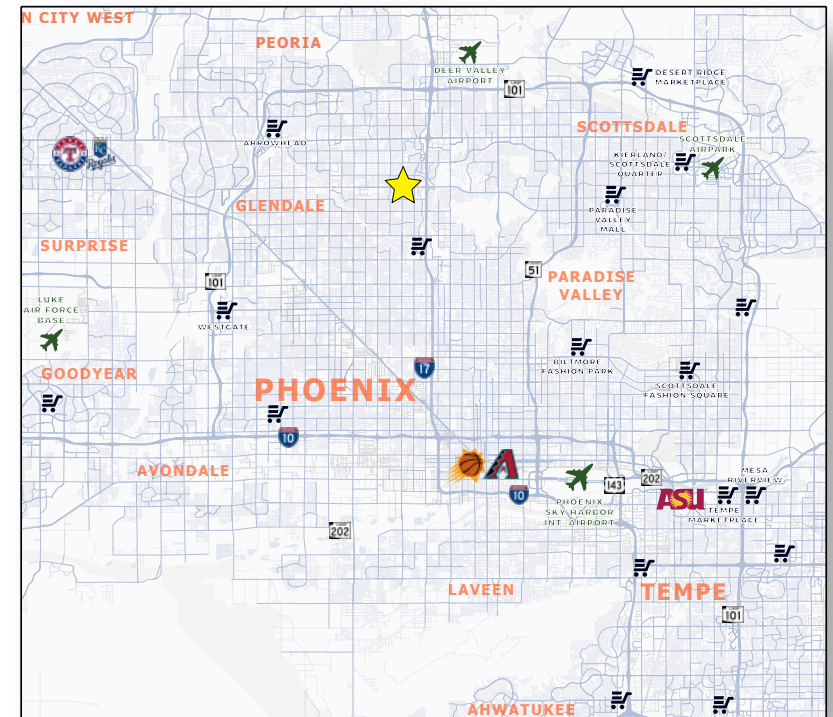 N CITY WEST
PEORIA
DEER VALLEY
AIRPORT
101
DESERT RIDGE
MARKETPLACE
SCOTTSDALE
ARROWHEAD
SCOTTSDALE
AIRPARK
KIERLAND/
SCOTTSDALE
QUARTER
T
Royals
GLENDALE
PARADISE
VALLEY
MALL
SURPRISE
51
PARADISE
VALLEY
101
LUKE
AIR FORCE
BASE
WESTGATE
BILTMORE
FASHION PARK
17
GOODYEAR
PHOENIX
SCOTTSDALE
FASHION SQUARE
10
AVONDALE
A
143
202
MESA
RIVERVIEW
10
ASU
PHOENIX
SKY HARBOR
INT. AIRPORT
TEMPE
MARKETPLACE
202
LAVEEN
TEMPE
101
AHWATUKEE